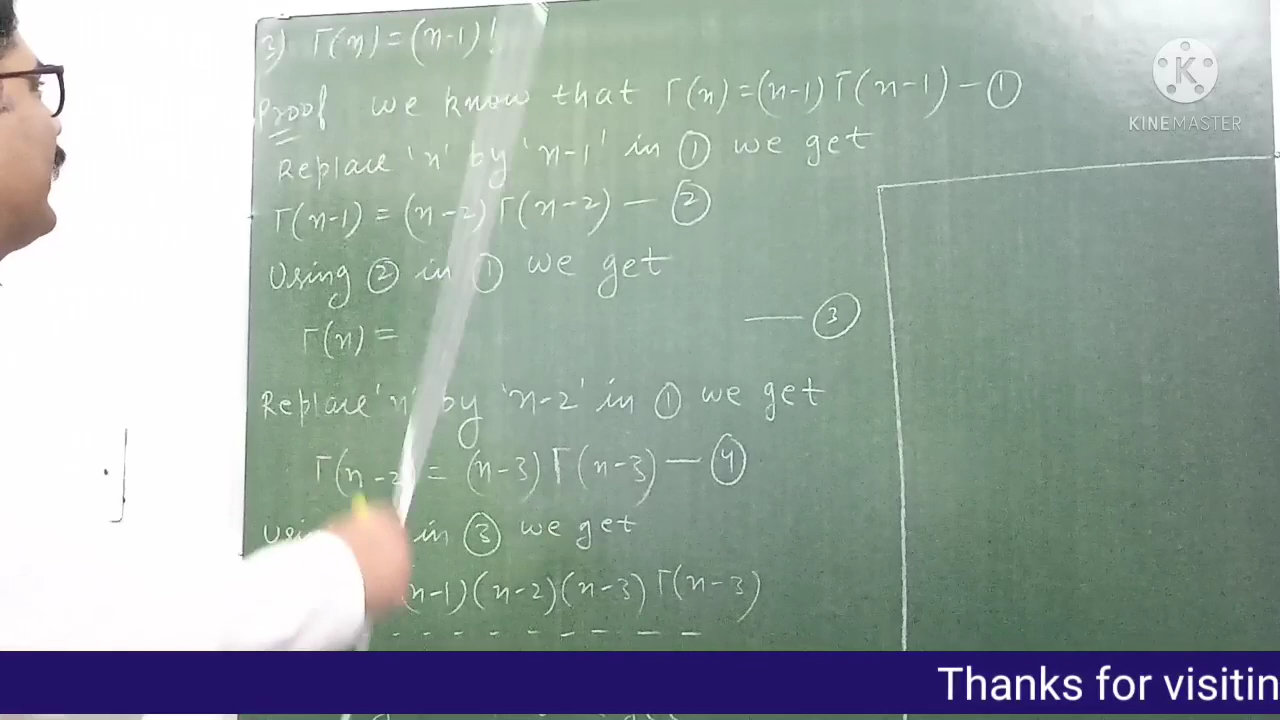 3) Γ(n) = (n-1)!
Proof we know that Γ(n) = (n-1) Γ(n-1) — ①
Replace 'n' by 'n-1' in ① we get
Γ(n-1) = (n-2) Γ(n-2) — ②
Using ② in ① we get
Γ(n) = — ③
Replace 'n' by 'n-2' in ① we get
Γ(n-2) = (n-3) Γ(n-3) — ④
in ③ we get
(n-1)(n-2)(n-3) Γ(n-3)
- - - - - - - - -
KINEMASTER
Thanks for visitin